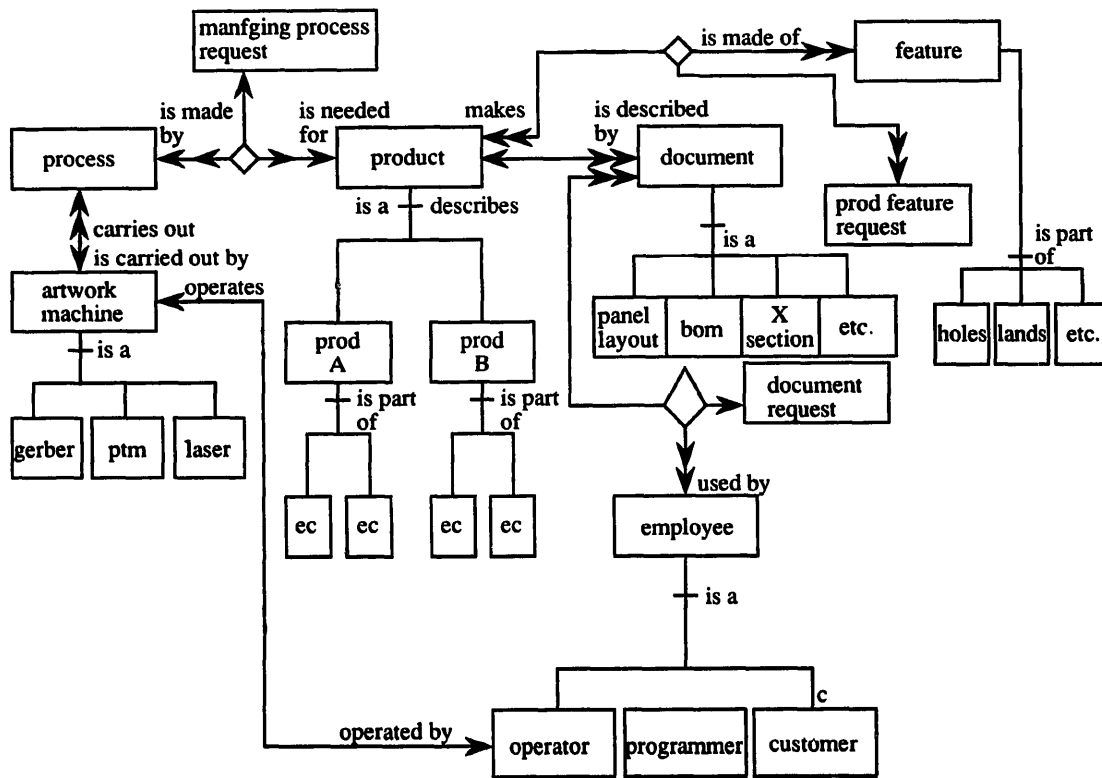 manfging process
request
is made of
feature
is made
by
is needed
for
makes
is described
by
process
product
document
prod feature
request
is a
describes
carries out
is carried out by
is a
is part
of
artwork
machine
operates
panel
layout
bom
X
section
etc.
holes
lands
etc.
is a
prod
A
prod
B
document
request
is part
of
is part
of
gerber
ptm
laser
used by
ec
ec
ec
ec
employee
is a
c
operated by
operator
programmer
customer